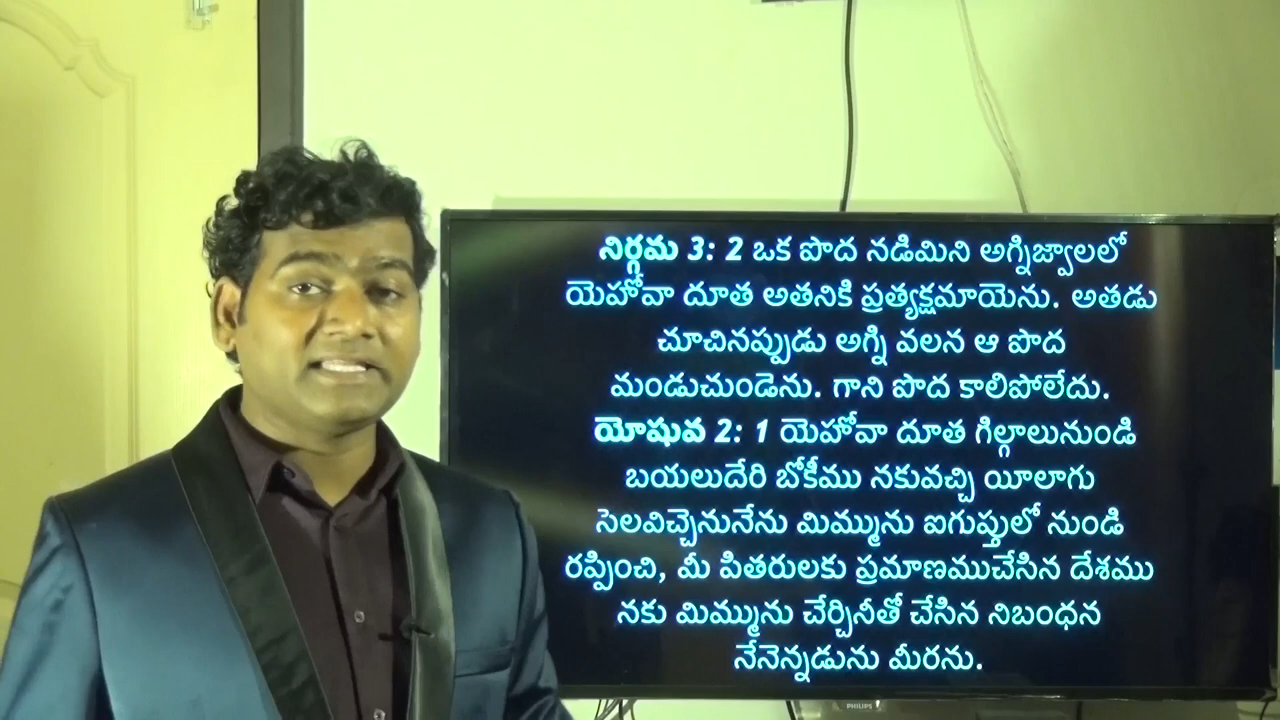 నిర్గమ 3: 2 ఒక పొద నడిమిని అగ్నిజ్వాలలో
యెహోవా దూత అతనికి ప్రత్యక్షమాయెను. అతడు
చూచినప్పుడు అగ్ని వలన ఆ పొద
మండుచుండెను. గాని పొద కాలిపోలేదు.
యోషువ 2: 1 యెహోవా దూత గిల్గాలునుండి
బయలుదేరి బోకీము నకువచ్చి యీలాగు
సెలవిచ్చెనునేను మిమ్మును ఐగుప్తులో నుండి
రప్పించి, మీ పితరులకు ప్రమాణముచేసిన దేశము
నకు మిమ్మును చేర్చినీతో చేసిన నిబంధన
నేనెన్నడును మీరను.
PHILIPS